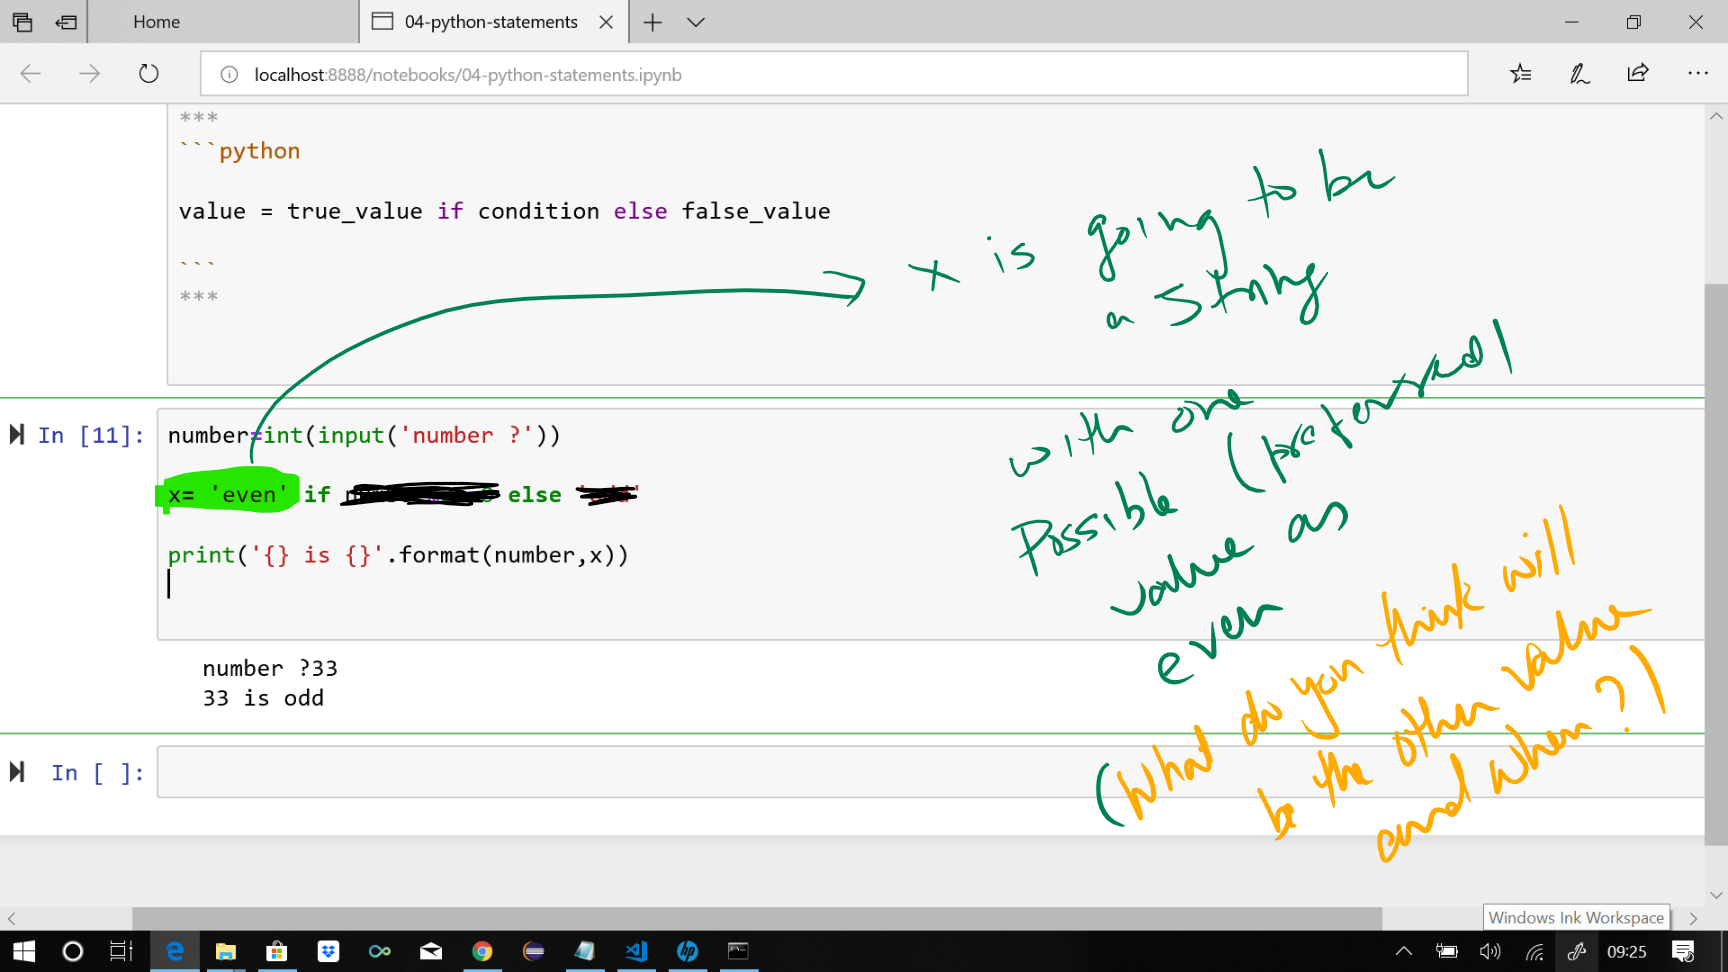 Home
04-python-statements
localhost:8888/notebooks/04-python-statements.ipynb
***
```python
value = true_value if condition else false_value
```
***
x is going to be
a string
with one
Possible (preferred)
value as
even
(What do you think will
be the other value
and when?)
In [11]:
number=int(input('number ?'))
x= 'even' if else
print('{} is {}'.format(number,x))
number ?33
33 is odd
In [ ]:
Windows Ink Workspace
09:25